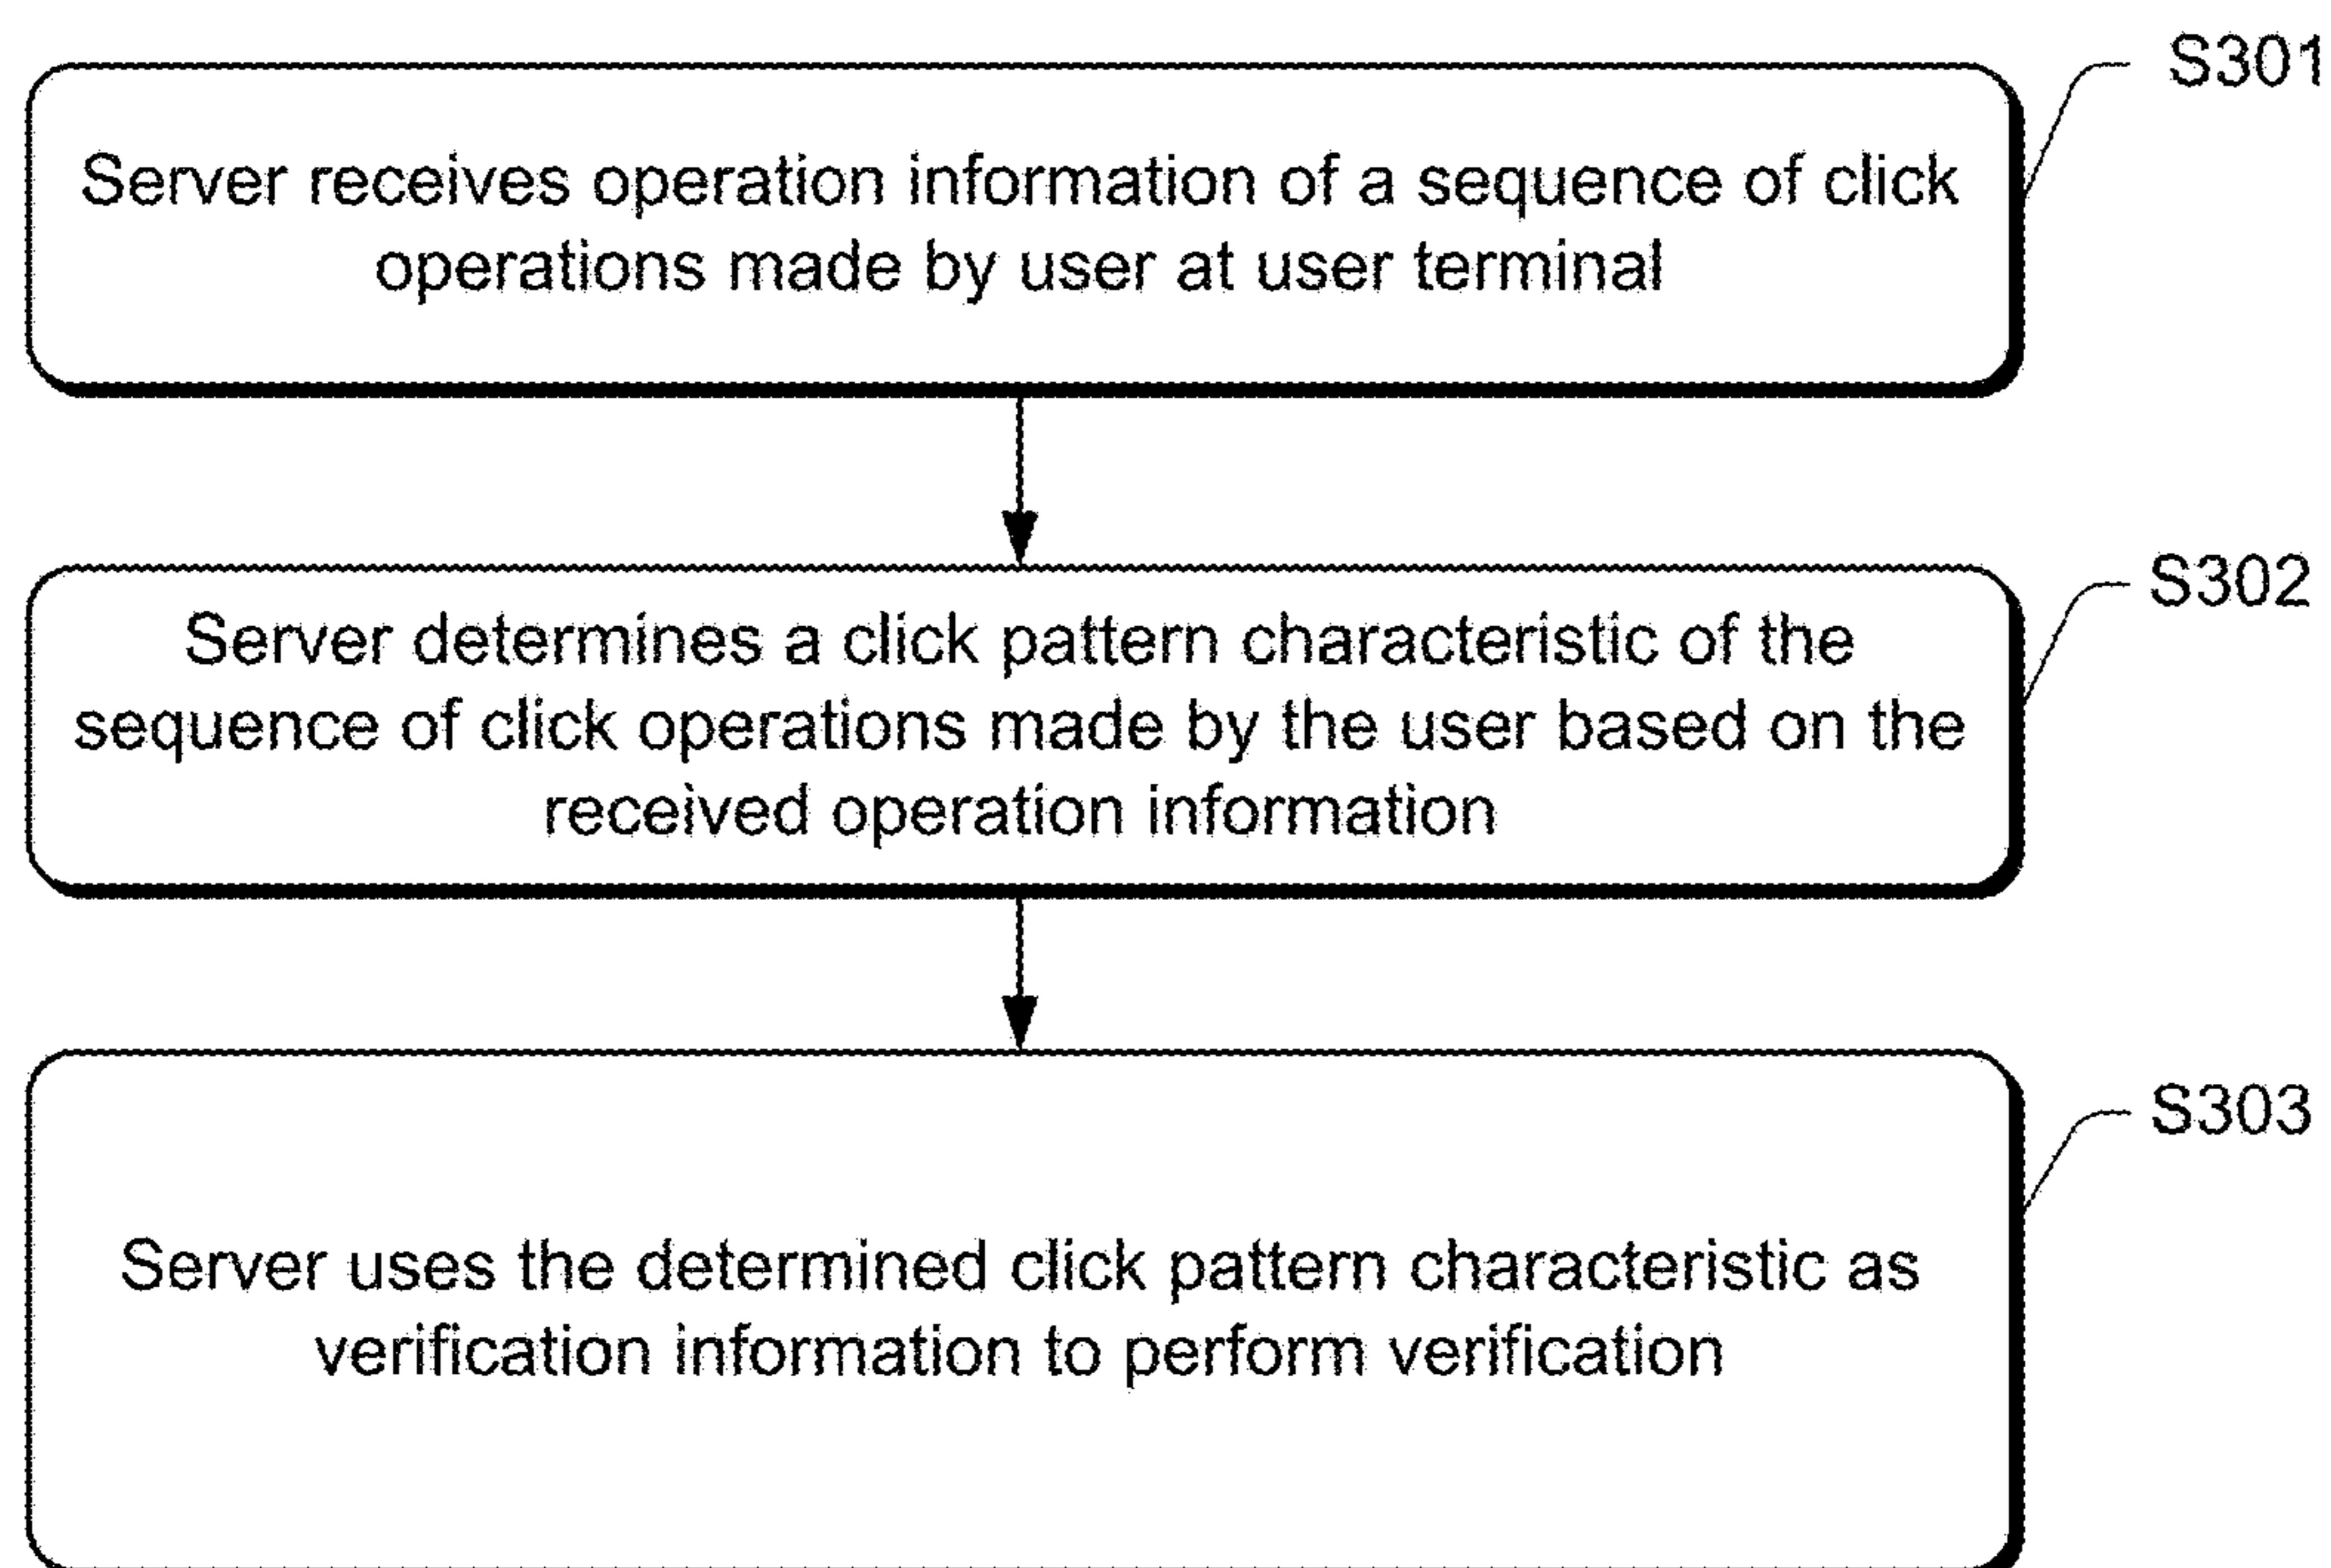 S301
Server receives operation information of a sequence of click
operations made by user at user terminal
S302
Server determines a click pattern characteristic of the
sequence of click operations made by the user based on the
received operation information
S303
Server uses the determined click pattern characteristic as
verification information to perform verification